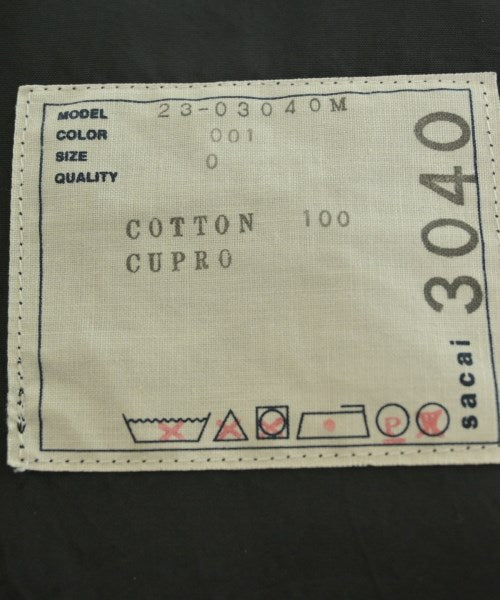 MODEL 23-03040M
COLOR 001
SIZE 0
QUALITY
COTTON 100
CUPRO
P W
sacai 3040